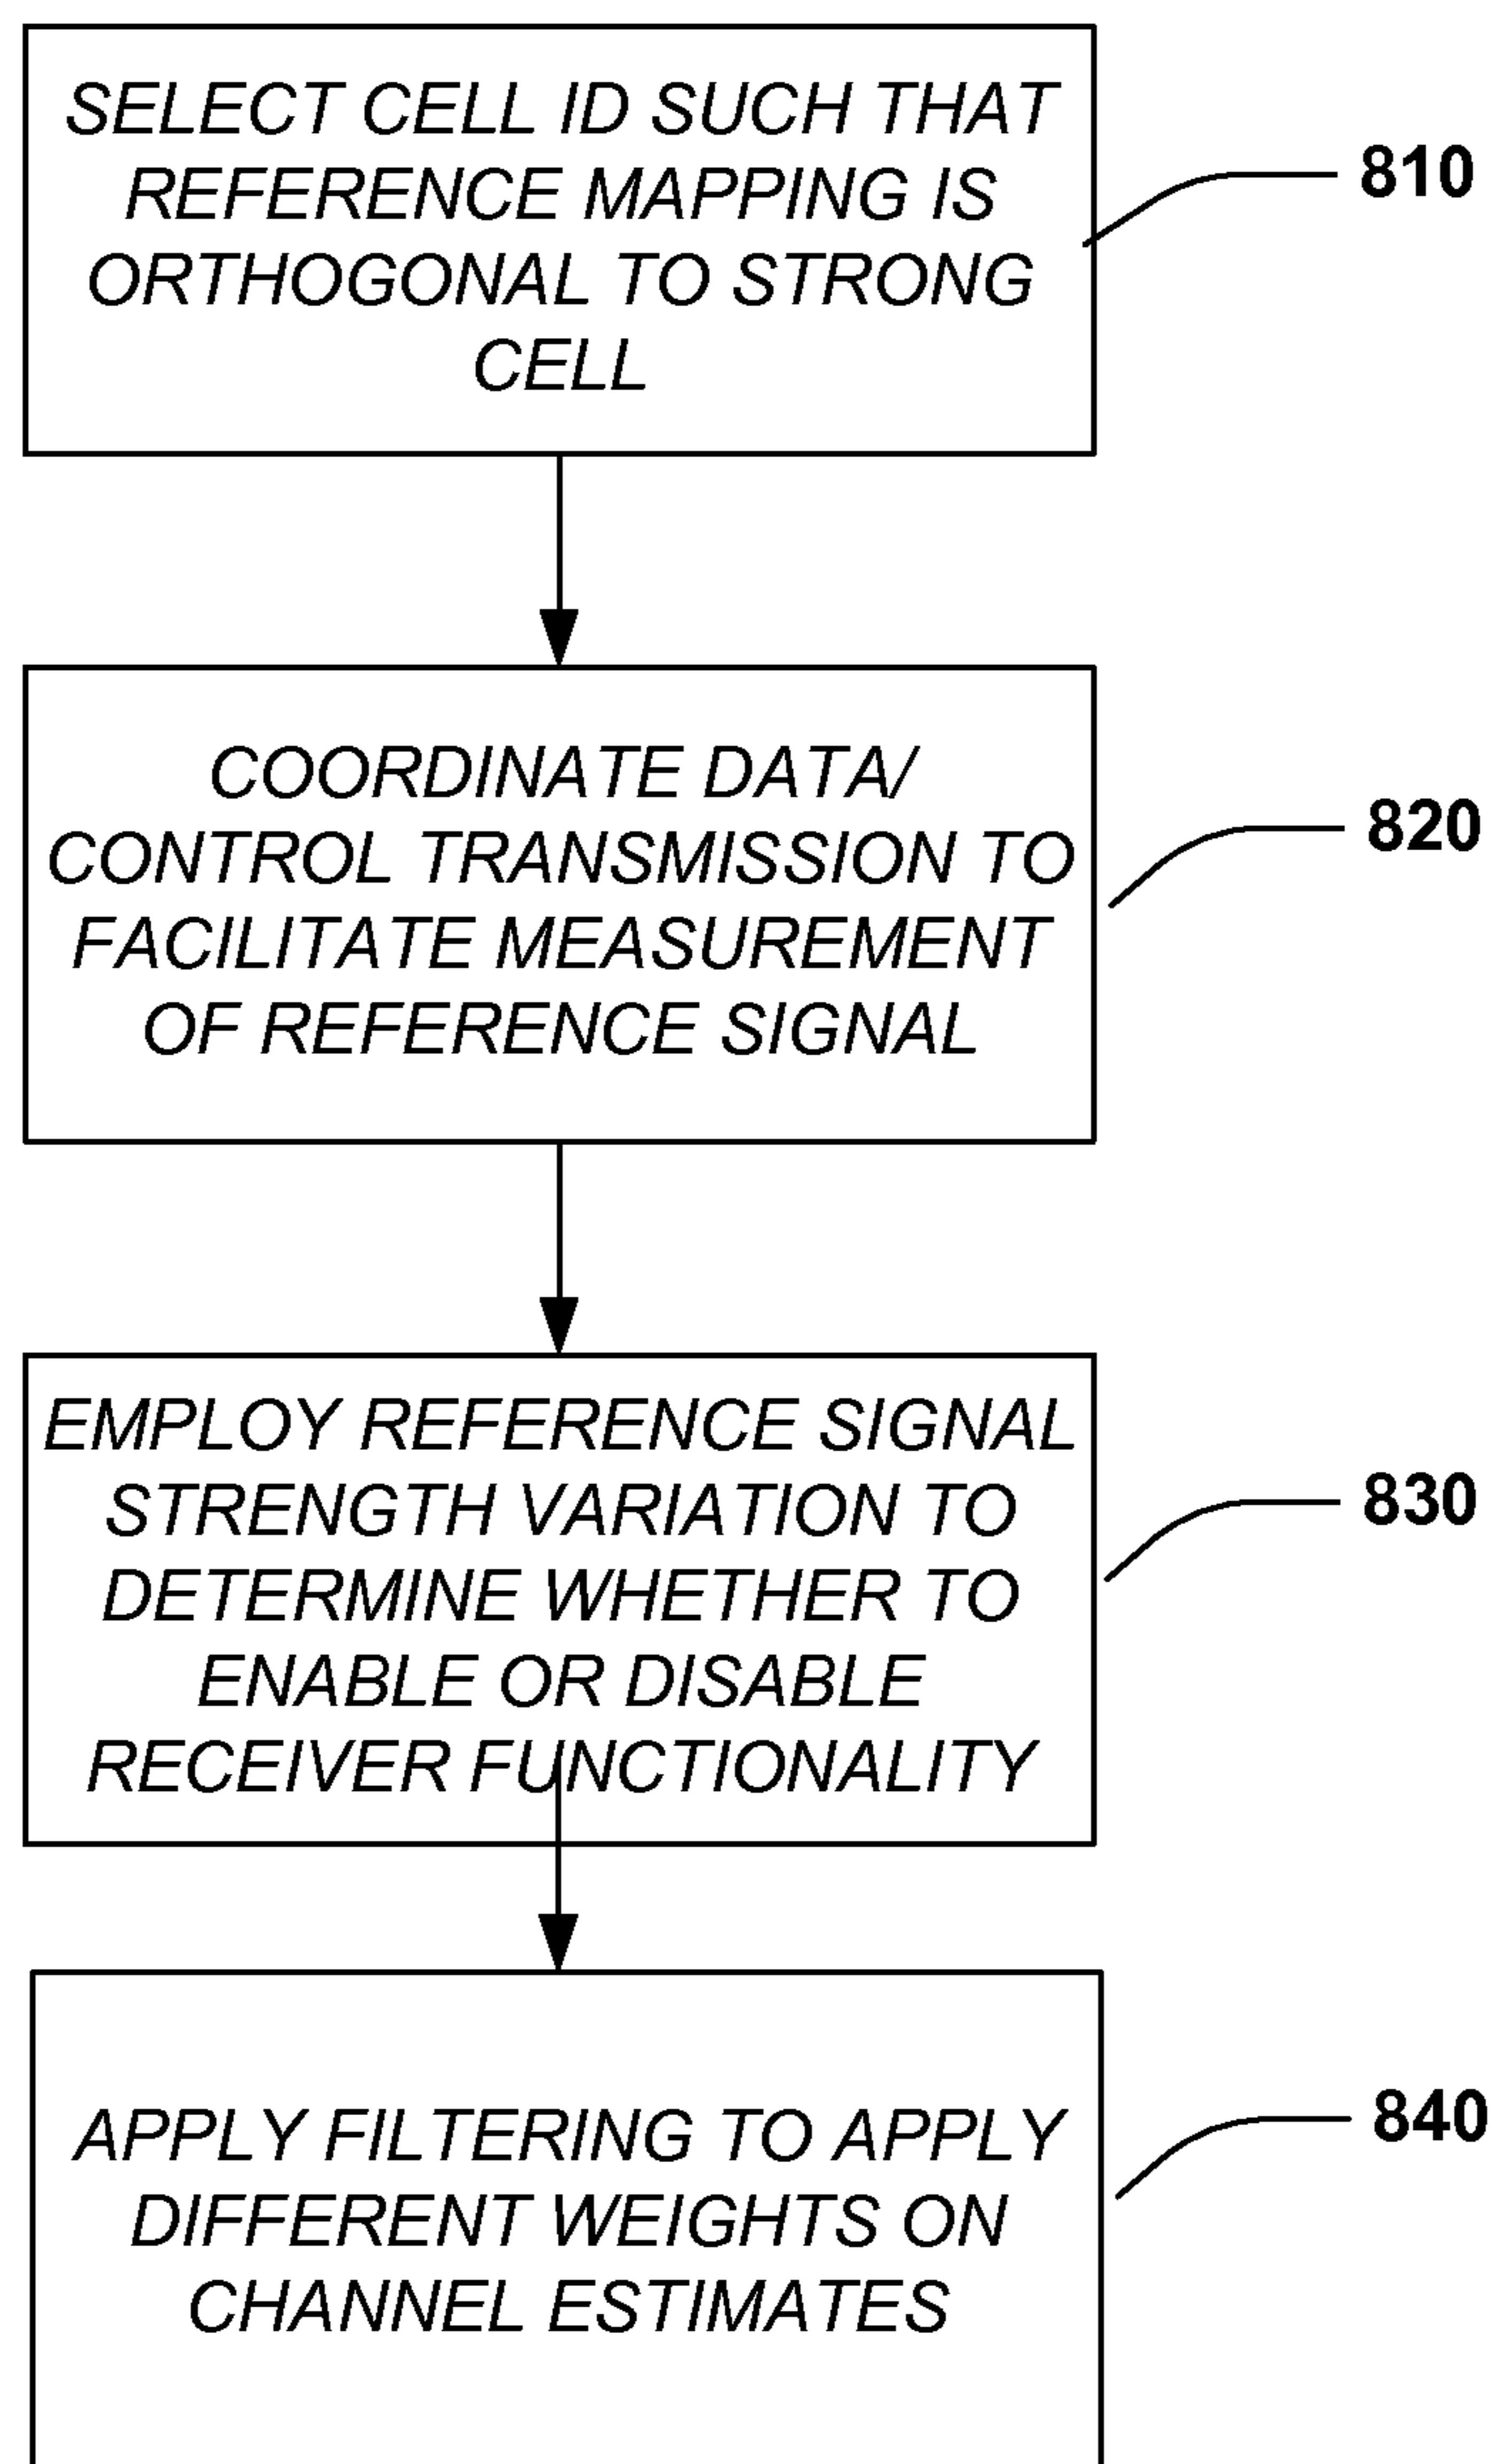 SELECT CELL ID SUCH THAT
REFERENCE MAPPING IS
ORTHOGONAL TO STRONG
CELL
810
COORDINATE DATA/
CONTROL TRANSMISSION TO
FACILITATE MEASUREMENT
OF REFERENCE SIGNAL
820
EMPLOY REFERENCE SIGNAL
STRENGTH VARIATION TO
DETERMINE WHETHER TO
ENABLE OR DISABLE
RECEIVER FUNCTIONALITY
830
APPLY FILTERING TO APPLY
DIFFERENT WEIGHTS ON
CHANNEL ESTIMATES
840